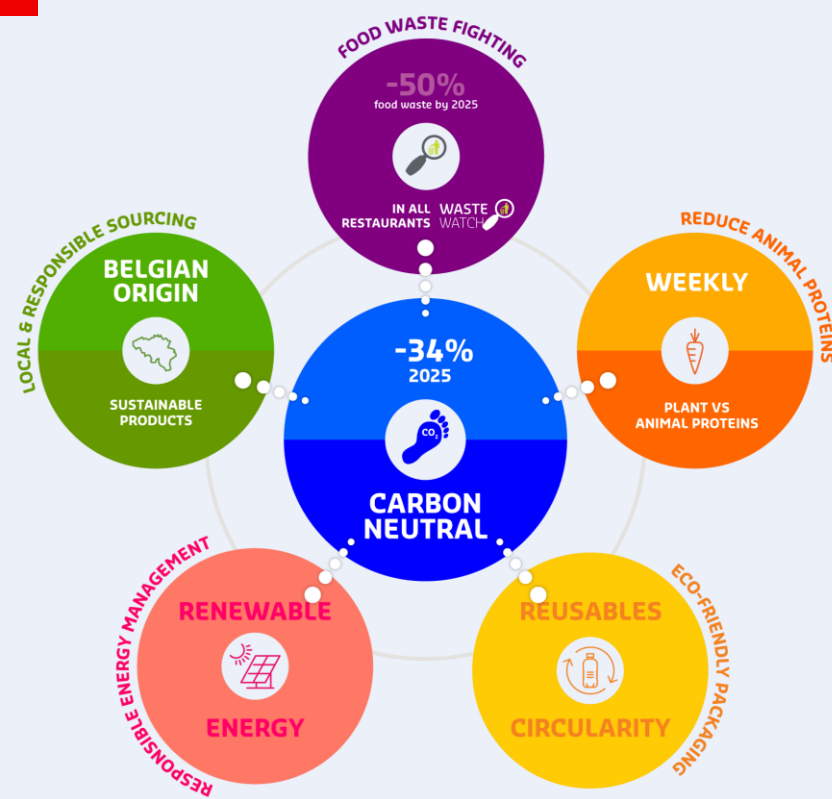 FOOD WASTE FIGHTING
-50%
food waste by 2025
IN ALL
RESTAURANTS
WASTE
WATCH
LOCAL & RESPONSIBLE SOURCING
BELGIAN
ORIGIN
SUSTAINABLE
PRODUCTS
REDUCE ANIMAL PROTEINS
WEEKLY
PLANT VS
ANIMAL PROTEINS
-34%
2025
CO2
CARBON
NEUTRAL
RESPONSIBLE ENERGY MANAGEMENT
RENEWABLE
ENERGY
ECO-FRIENDLY PACKAGING
REUSABLES
CIRCULARITY